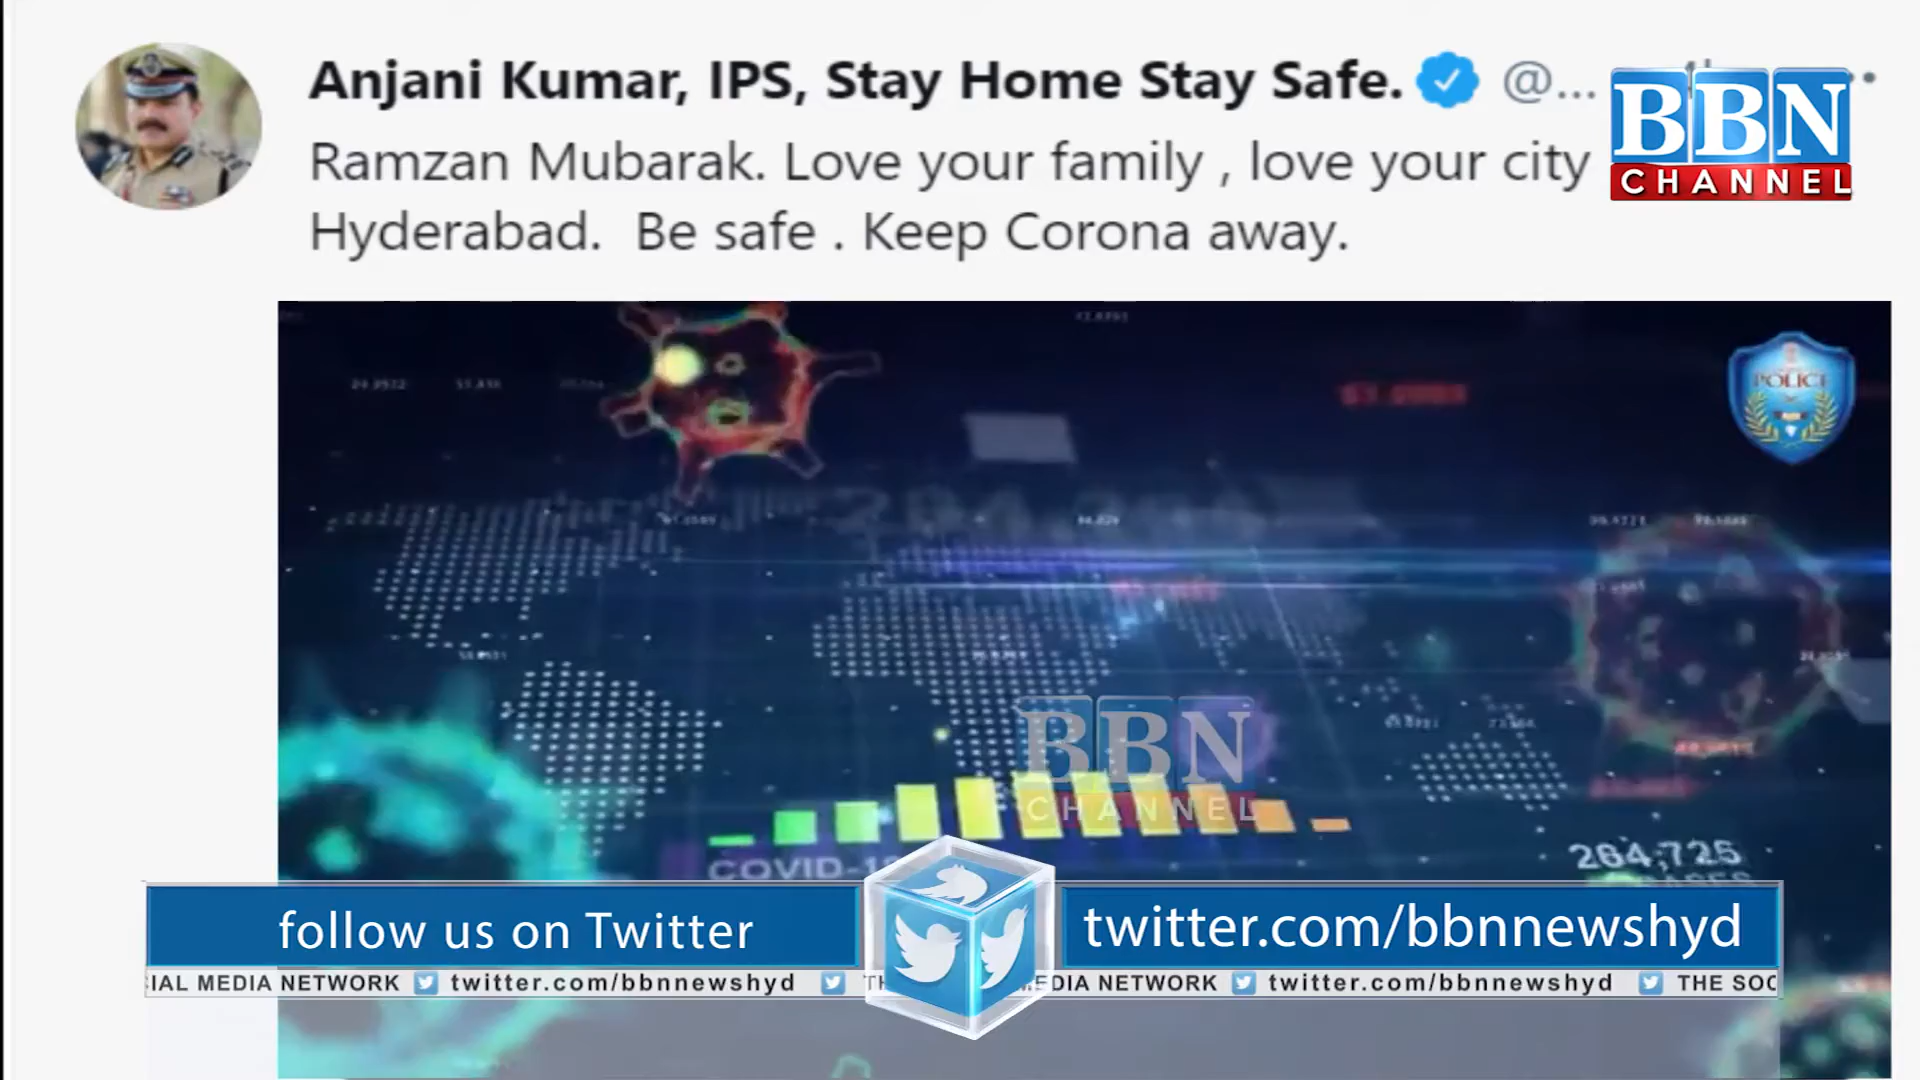 Anjani Kumar, IPS, Stay Home Stay Safe. @...
BBN
CHANNEL
Ramzan Mubarak. Love your family , love your city
Hyderabad.  Be safe . Keep Corona away.
POLICE
BBN
CHANNEL
264,725
COVID-1
follow us on Twitter
twitter.com/bbnnewshyd
IAL MEDIA NETWORK twitter.com/bbnnewshyd TH EDIA NETWORK twitter.com/bbnnewshyd THE SOC